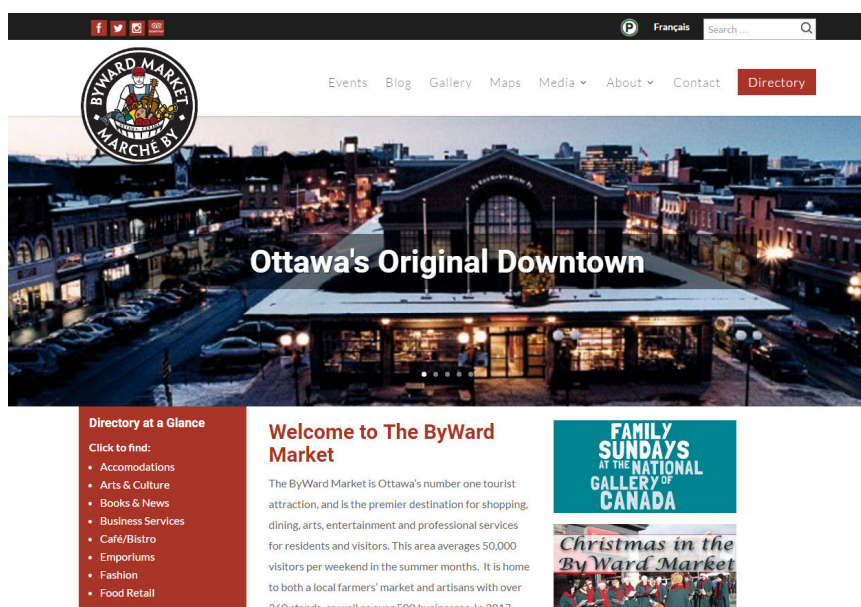 Français
Search ...
BYWARD MARKET
MARCHÉ BY
Events Blog Gallery Maps Media About Contact Directory
Ottawa's Original Downtown
Directory at a Glance
Click to find:
Accomodations
Arts & Culture
Books & News
Business Services
Café/Bistro
Emporiums
Fashion
Food Retail
Welcome to The ByWard
Market
The ByWard Market is Ottawa's number one tourist
attraction, and is the premier destination for shopping,
dining, arts, entertainment and professional services
for residents and visitors. This area averages 50,000
visitors per weekend in the summer months. It is home
to both a local farmers' market and artisans with over
FAMILY
SUNDAYS
AT THE NATIONAL
GALLERY OF
CANADA
Christmas in the
ByWard Market